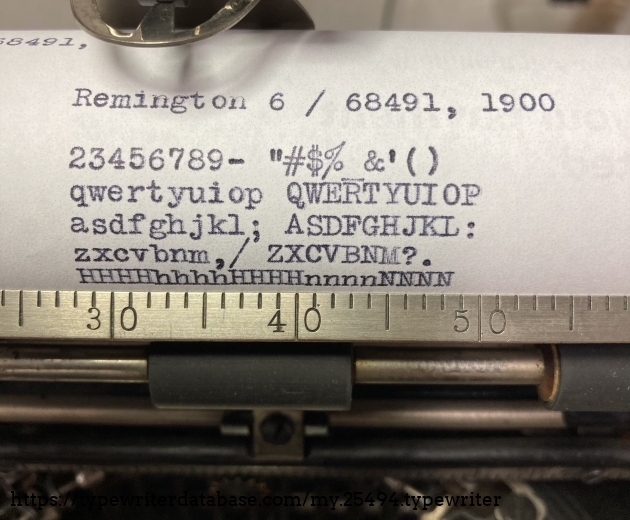 68491,
Remington 6 / 68491, 1900
23456789- "#$% &'()
qwertyuiop QWERTYUIOP
asdfghjkl; ASDFGHJKL:
zxcvbnm,/ ZXCVBNM?.
HHHHhhhhHHHHnnnnNNNN
30 40 50
https://typewriterdatabase.com/my.25494.typewriter